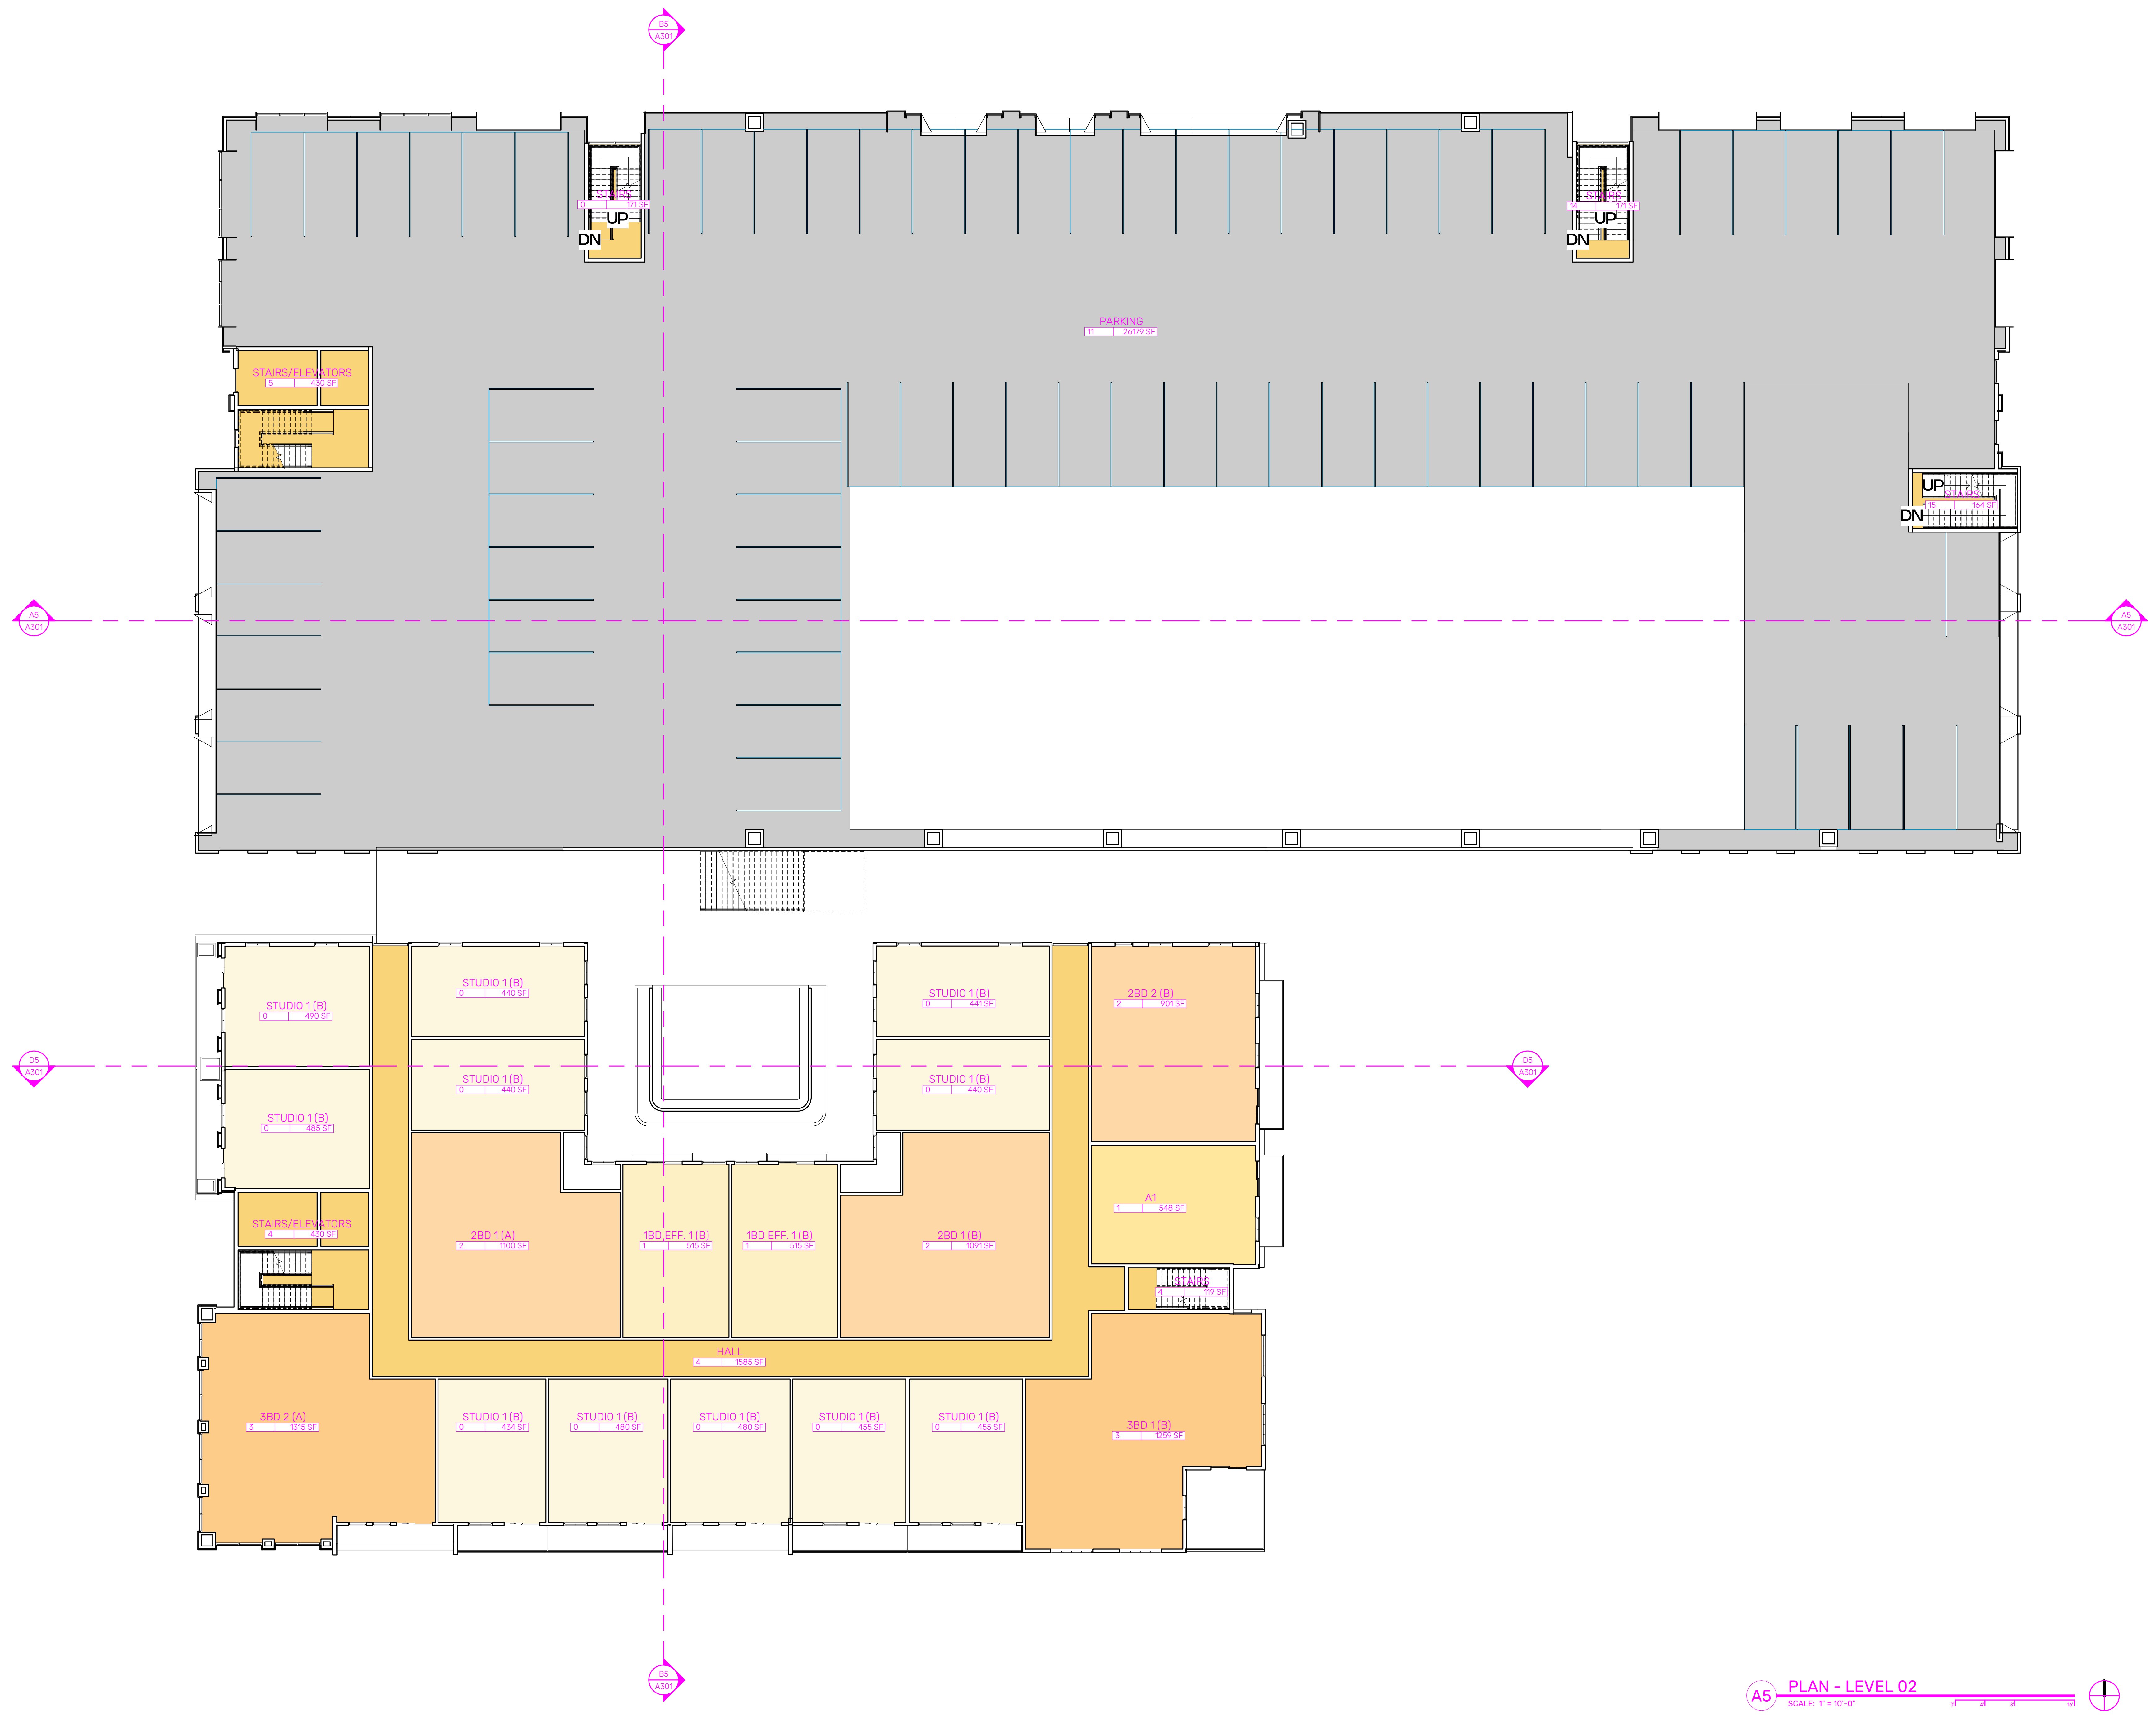 B5
A301
STAIRS
0 171 SF
UP
DN
STAIRS
14 171 SF
UP
DN
PARKING
11 26179 SF
STAIRS/ELEVATORS
5 430 SF
UP
STAIRS
15 164 SF
DN
A5
A301
A5
A301
STUDIO 1 (B)
0 440 SF
STUDIO 1 (B)
0 441 SF
2BD 2 (B)
2 901 SF
STUDIO 1 (B)
0 490 SF
D5
A301
D5
A301
STUDIO 1 (B)
0 440 SF
STUDIO 1 (B)
0 440 SF
STUDIO 1 (B)
0 485 SF
A1
1 548 SF
STAIRS/ELEVATORS
4 430 SF
2BD 1 (A)
2 1100 SF
1BD EFF. 1 (B)
1 515 SF
1BD EFF. 1 (B)
1 515 SF
2BD 1 (B)
2 1091 SF
STAIRS
4 119 SF
HALL
4 1585 SF
3BD 2 (A)
3 1315 SF
STUDIO 1 (B)
0 434 SF
STUDIO 1 (B)
0 480 SF
STUDIO 1 (B)
0 480 SF
STUDIO 1 (B)
0 455 SF
STUDIO 1 (B)
0 455 SF
3BD 1 (B)
3 1259 SF
B5
A301
A5 PLAN - LEVEL 02
SCALE: 1" = 10'-0"